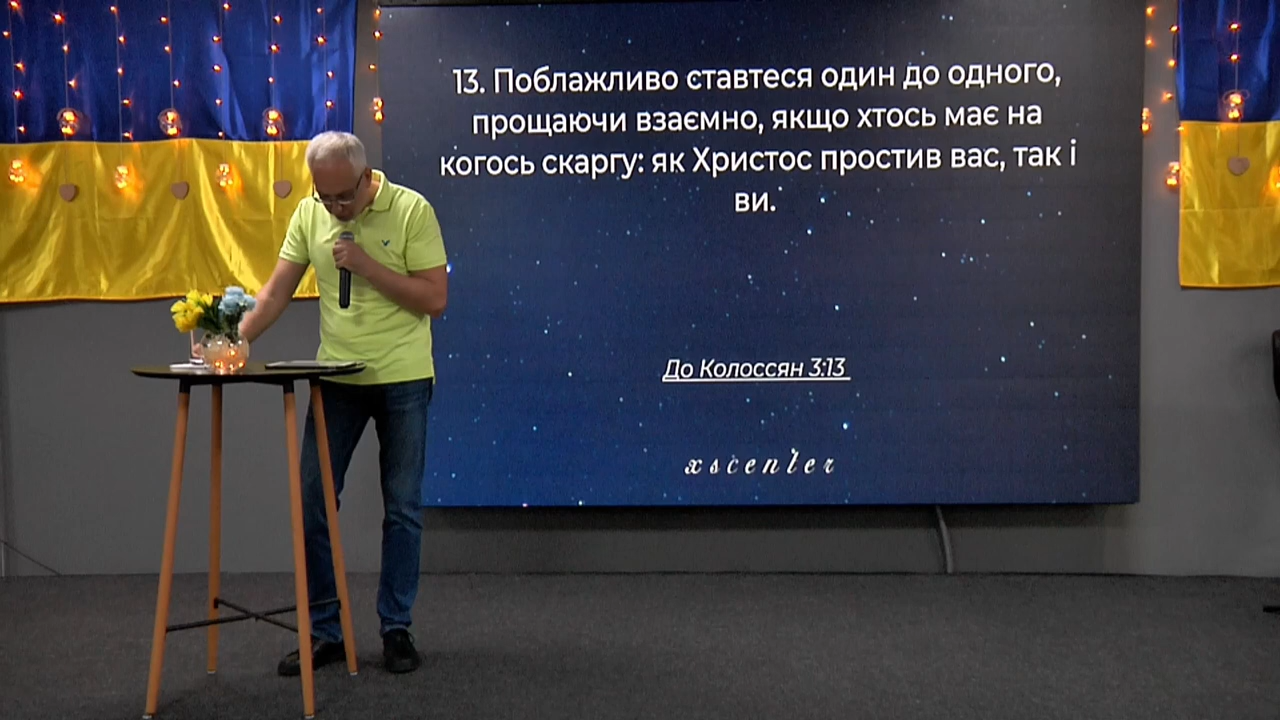 13. Поблажливо ставтеся один до одного,
прощаючи взаємно, якщо хтось має на
когось скаргу: як Христос простив вас, так і
ви.
До Колоссян 3:13
xscenter